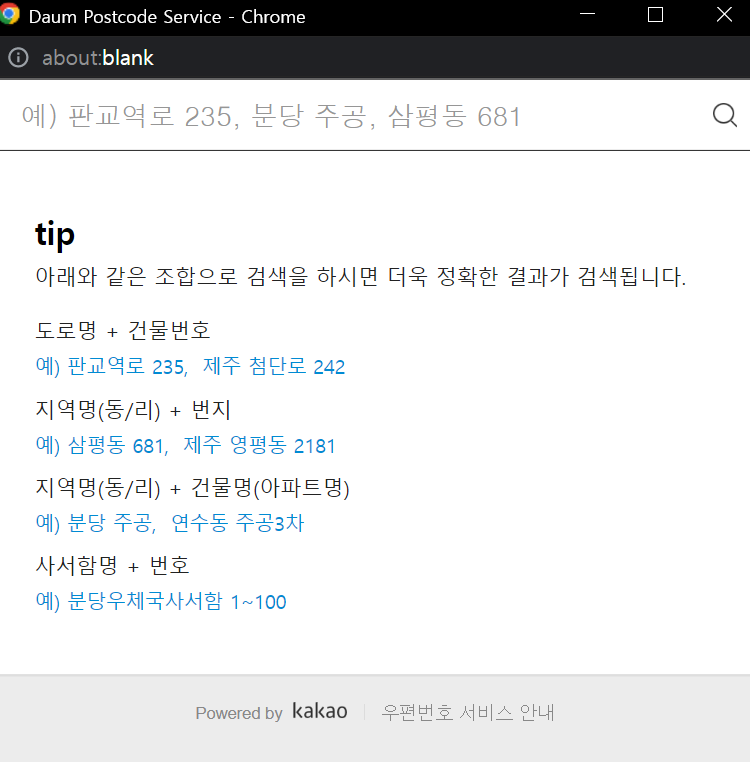 Daum Postcode Service - Chrome
about:blank
예) 판교역로 235, 분당 주공, 삼평동 681
tip
아래와 같은 조합으로 검색을 하시면 더욱 정확한 결과가 검색됩니다.
도로명 + 건물번호
예) 판교역로 235, 제주 첨단로 242
지역명(동/리) + 번지
예) 삼평동 681, 제주 영평동 2181
지역명(동/리) + 건물명(아파트명)
예) 분당 주공, 연수동 주공3차
사서함명 + 번호
예) 분당우체국사서함 1~100
Powered by kakao 우편번호 서비스 안내